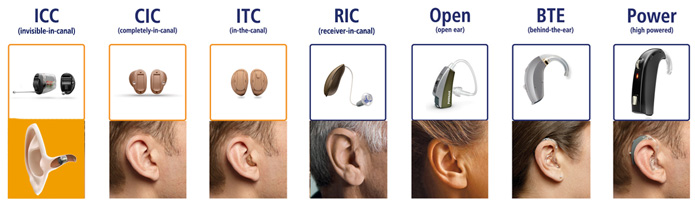 ICC
(invisible-in-canal)
CIC
(completely-in-canal)
ITC
(in-the-canal)
RIC
(receiver-in-canal)
Open
(open ear)
BTE
(behind-the-ear)
Power
(high powered)